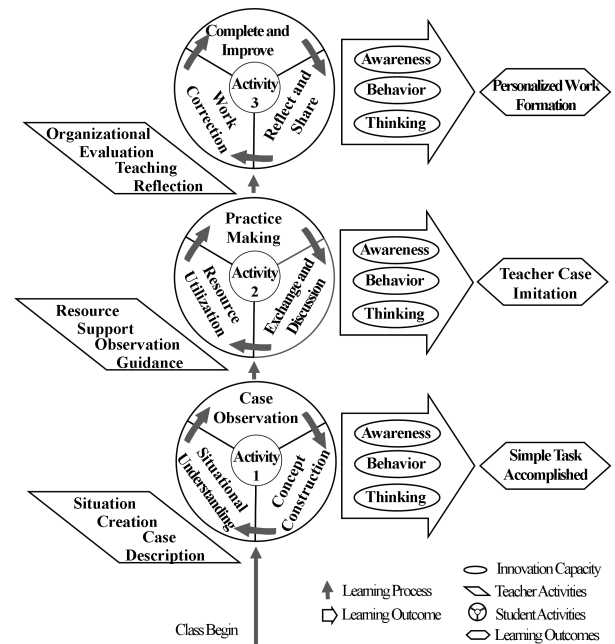 Complete and
Improve
Activity
3
Work
Correction
Reflect and
Share
Awareness
Behavior
Thinking
Personalized Work
Formation
Organizational
Evaluation
Teaching
Reflection
Practice
Making
Activity
2
Resource
Utilization
Exchange and
Discussion
Awareness
Behavior
Thinking
Teacher Case
Imitation
Resource
Support
Observation
Guidance
Case
Observation
Activity
1
Situational
Understanding
Concept
Construction
Awareness
Behavior
Thinking
Simple Task
Accomplished
Situation
Creation
Case
Description
Class Begin
Learning Process
Learning Outcome
Innovation Capacity
Teacher Activities
Student Activities
Learning Outcomes